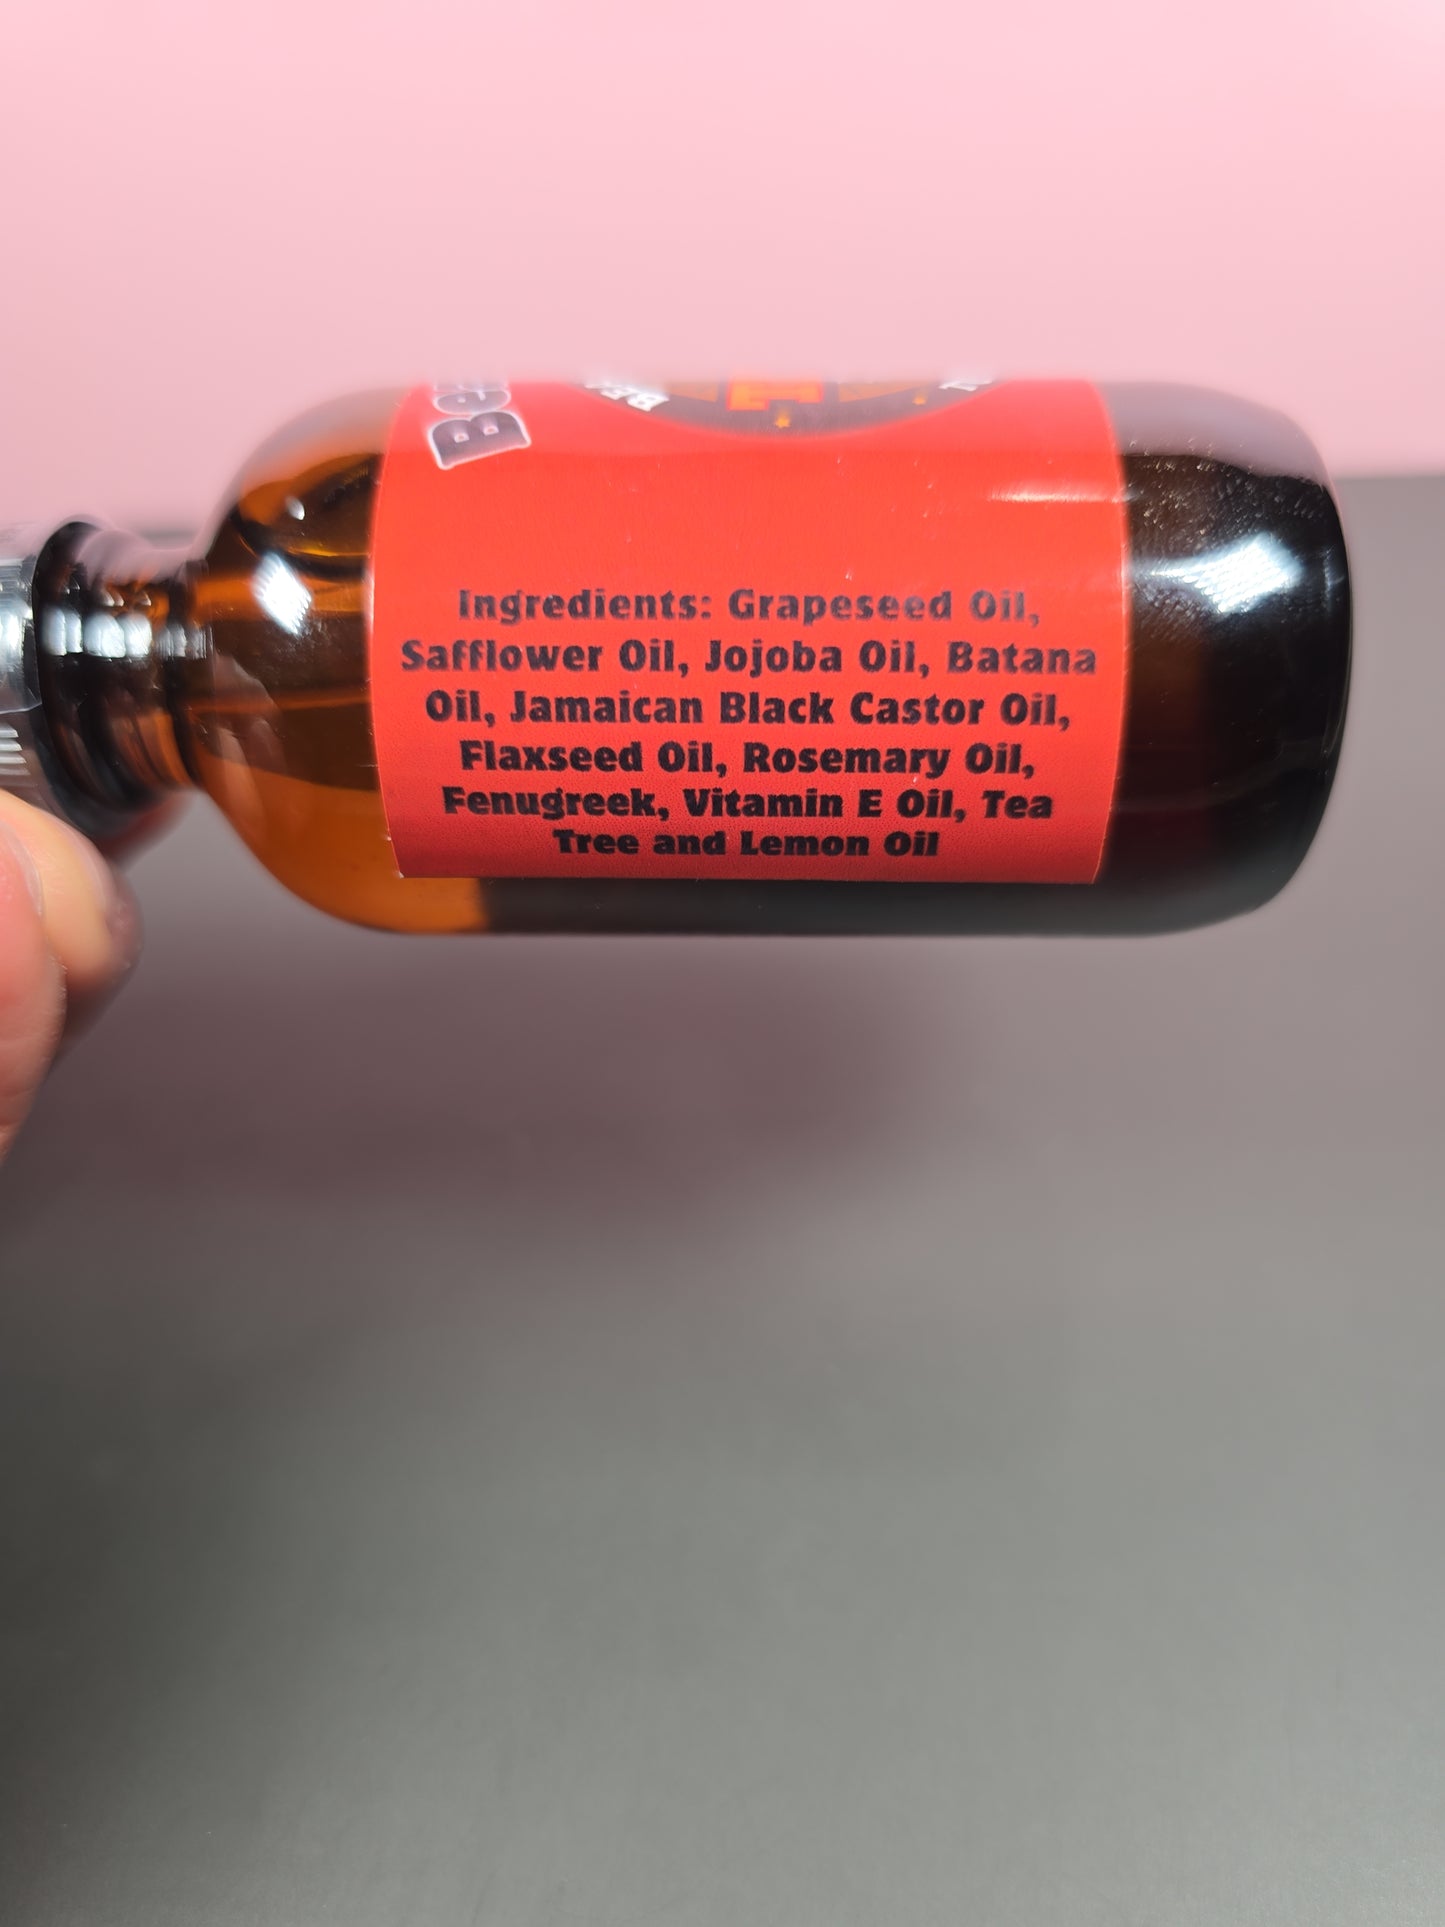 Ingredients: Grapeseed Oil,
Safflower Oil, Jojoba Oil, Batana
Oil, Jamaican Black Castor Oil,
Flaxseed Oil, Rosemary Oil,
Fenugreek, Vitamin E Oil, Tea
Tree and Lemon Oil